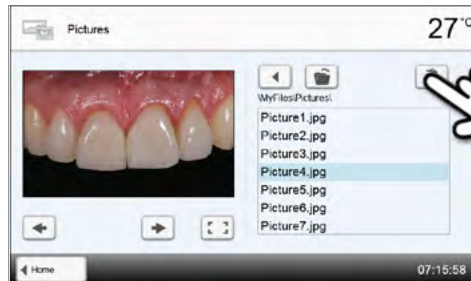 Pictures
27°C
\MyFiles\Pictures\
Picture1.jpg
Picture2.jpg
Picture3.jpg
Picture4.jpg
Picture5.jpg
Picture6.jpg
Picture7.jpg
Home
07:15:58